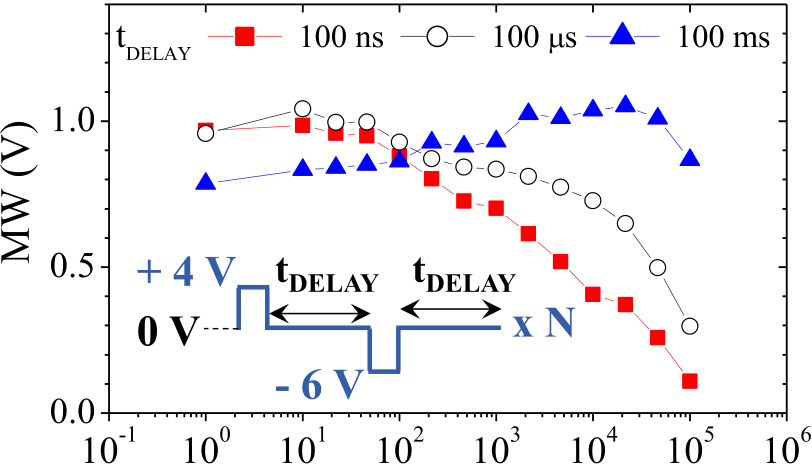 t_DELAY 100 ns 100 μs 100 ms
1.0
MW (V)
0.5
+ 4 V t_DELAY t_DELAY
0 V x N
- 6 V
0.0
10^-1 10^0 10^1 10^2 10^3 10^4 10^5 10^6